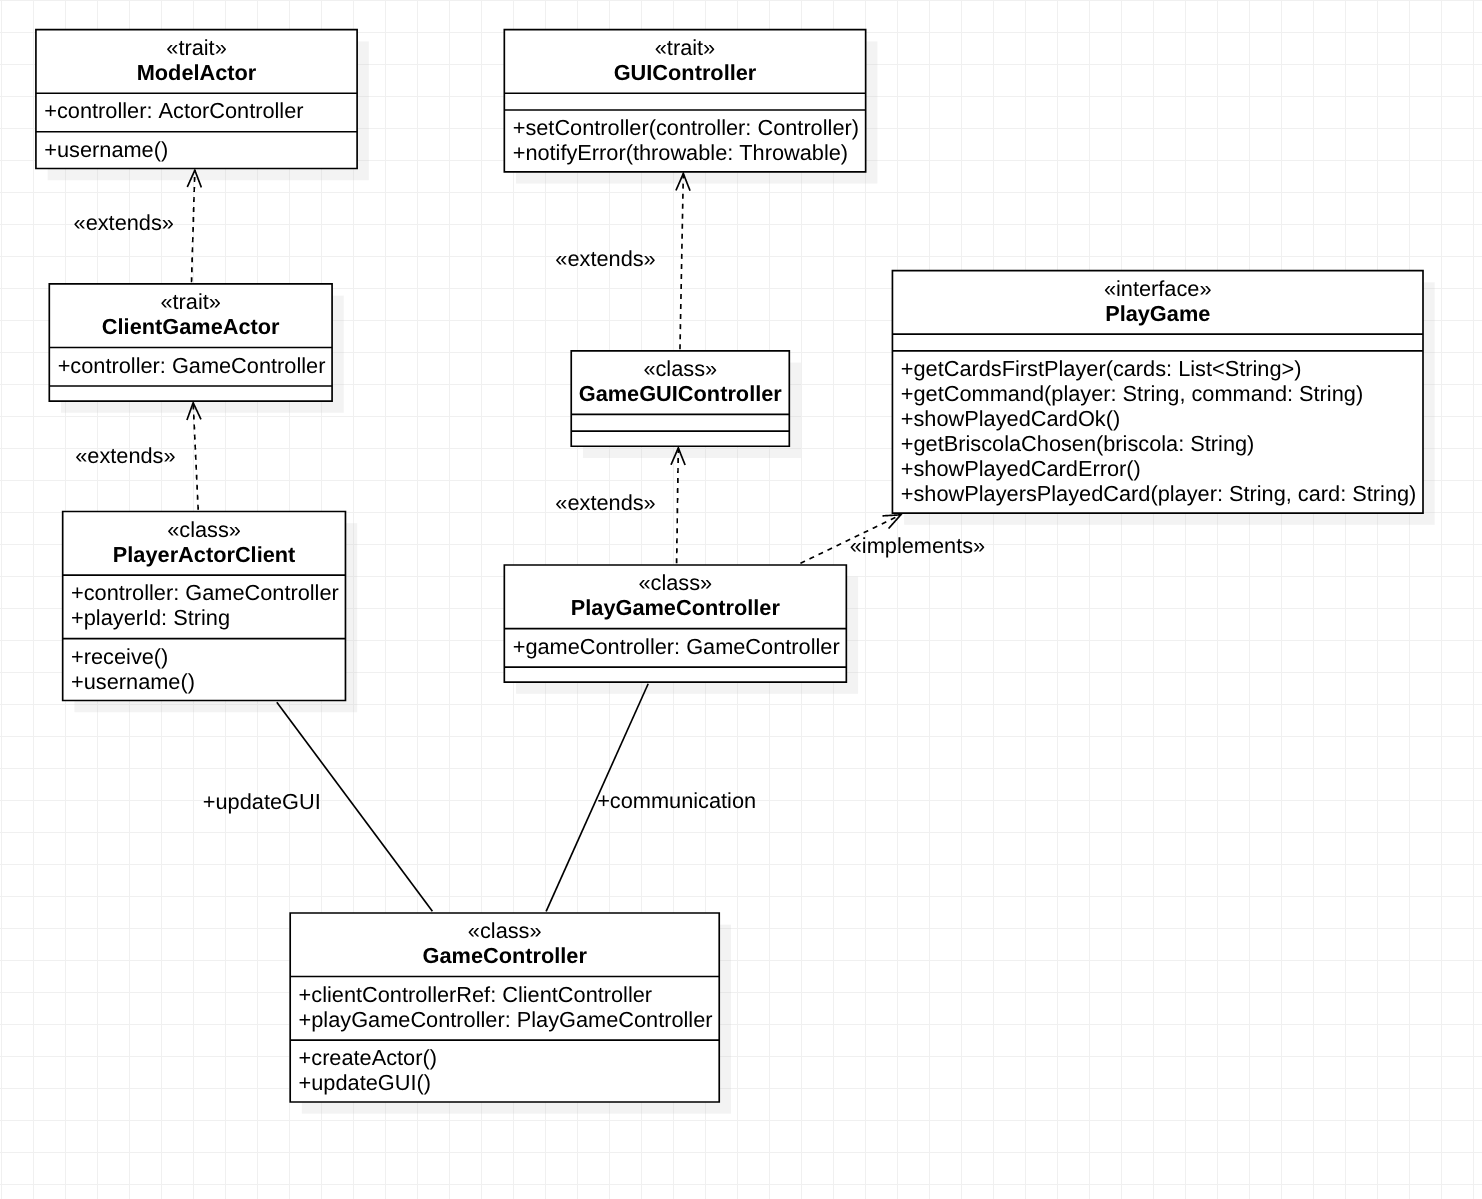 «trait»
ModelActor
+controller: ActorController
+username()
«extends»
«trait»
ClientGameActor
+controller: GameController
«extends»
«class»
PlayerActorClient
+controller: GameController
+playerId: String
+receive()
+username()
«trait»
GUIController
+setController(controller: Controller)
+notifyError(throwable: Throwable)
«extends»
«class»
GameGUIController
«extends»
«class»
PlayGameController
+gameController: GameController
«interface»
PlayGame
+getCardsFirstPlayer(cards: List<String>)
+getCommand(player: String, command: String)
+showPlayedCardOk()
+getBriscolaChosen(briscola: String)
+showPlayedCardError()
+showPlayersPlayedCard(player: String, card: String)
«implements»
+updateGUI
+communication
«class»
GameController
+clientControllerRef: ClientController
+playGameController: PlayGameController
+createActor()
+updateGUI()